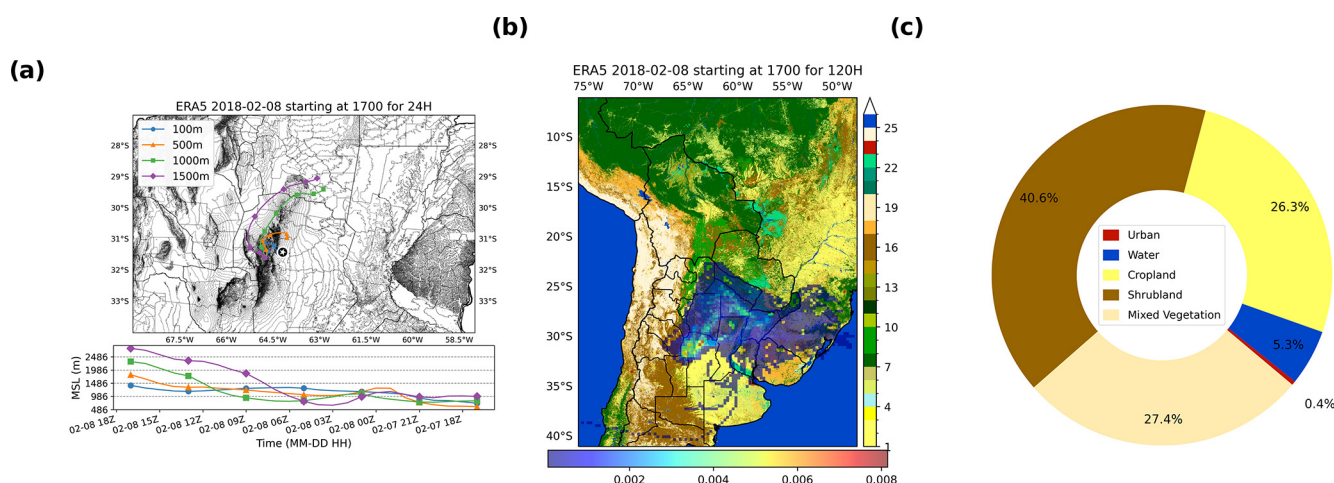 (a)
ERA5 2018-02-08 starting at 1700 for 24H
100m
500m
1000m
1500m
28°S
29°S
30°S
31°S
32°S
33°S
67.5°W 66°W 64.5°W 63°W 61.5°W 60°W 58.5°W
MSL (m)
2486
1986
1486
986
486
02-08 18Z 02-08 15Z 02-08 12Z 02-08 09Z 02-08 06Z 02-08 03Z 02-08 00Z 02-07 21Z 02-07 18Z
Time (MM-DD HH)
(b)
ERA5 2018-02-08 starting at 1700 for 120H
75°W 70°W 65°W 60°W 55°W 50°W
10°S
15°S
20°S
25°S
30°S
35°S
40°S
25
22
19
16
13
10
7
4
1
0.002 0.004 0.006 0.008
(c)
40.6%
26.3%
5.3%
0.4%
27.4%
Urban
Water
Cropland
Shrubland
Mixed Vegetation